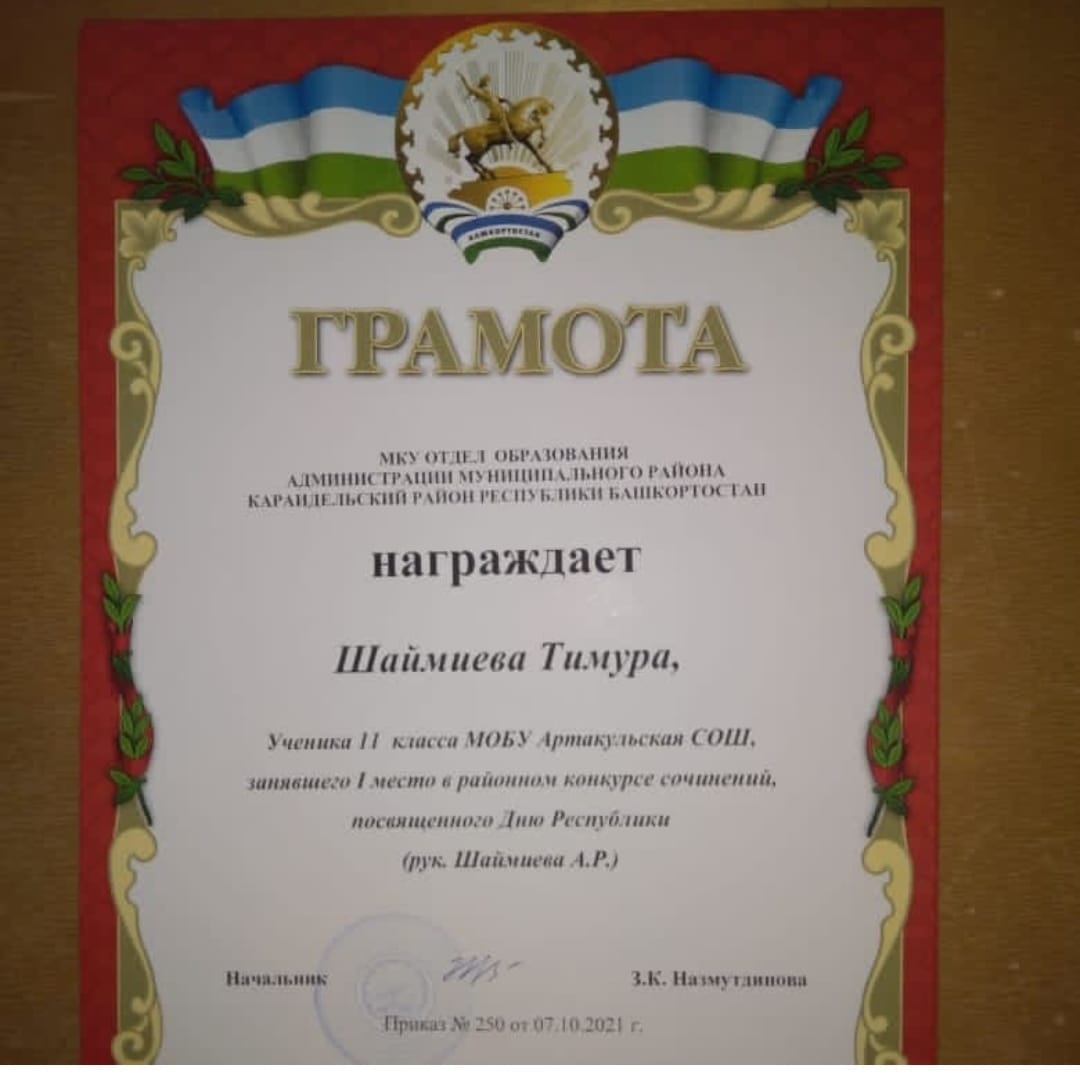 БАШКОРТОСТАН
ГРАМОТА
МКУ ОТДЕЛ ОБРАЗОВАНИЯ
АДМИНИСТРАЦИИ МУНИЦИПАЛЬНОГО РАЙОНА
КАРАИДЕЛЬСКИЙ РАЙОН РЕСПУБЛИКИ БАШКОРТОСТАН
награждает
Шаймиева Тимура,
Ученика 11 класса МОБУ Артакульская СОШ,
занявшего I место в районном конкурсе сочинений,
посвященного Дню Республики
(рук. Шаймиева А.Р.)
Начальник З.К. Назмутдинова
Приказ № 250 от 07.10.2021 г.